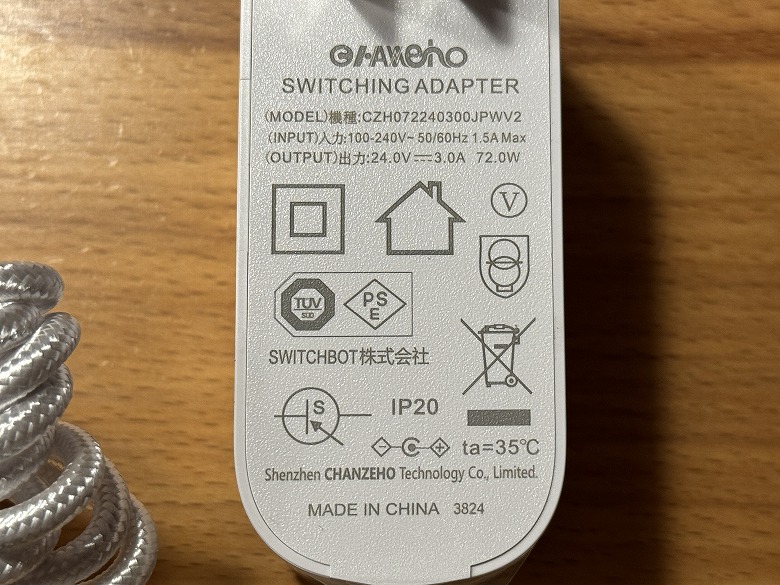 CHANZEHO
SWITCHING ADAPTER
(MODEL)機種:CZH072240300JPWV2
(INPUT)入力:100-240V~ 50/60Hz 1.5A Max
(OUTPUT)出力:24.0V⎓3.0A 72.0W
V
TÜV
SÜD
PS
E
SWITCHBOT株式会社
S
IP20
ta=35℃
Shenzhen CHANZEHO Technology Co., Limited.
MADE IN CHINA 3824